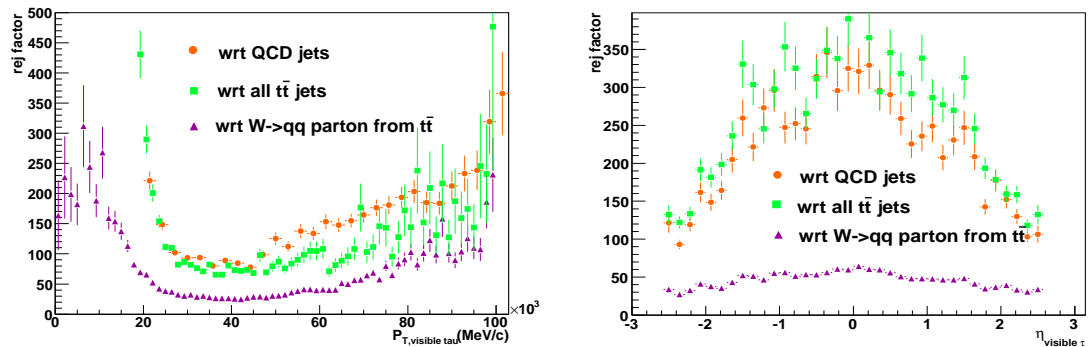 rej factor
500
450
400
350
300
250
200
150
100
50
0
wrt QCD jets
wrt all tt̄ jets
wrt W->qq parton from tt̄
0 20 40 60 80 100
×10³
P_T,visible tau(MeV/c)
rej factor
350
300
250
200
150
100
50
0
wrt QCD jets
wrt all tt̄ jets
wrt W->qq parton from tt̄
-3 -2 -1 0 1 2 3
η_visible τ